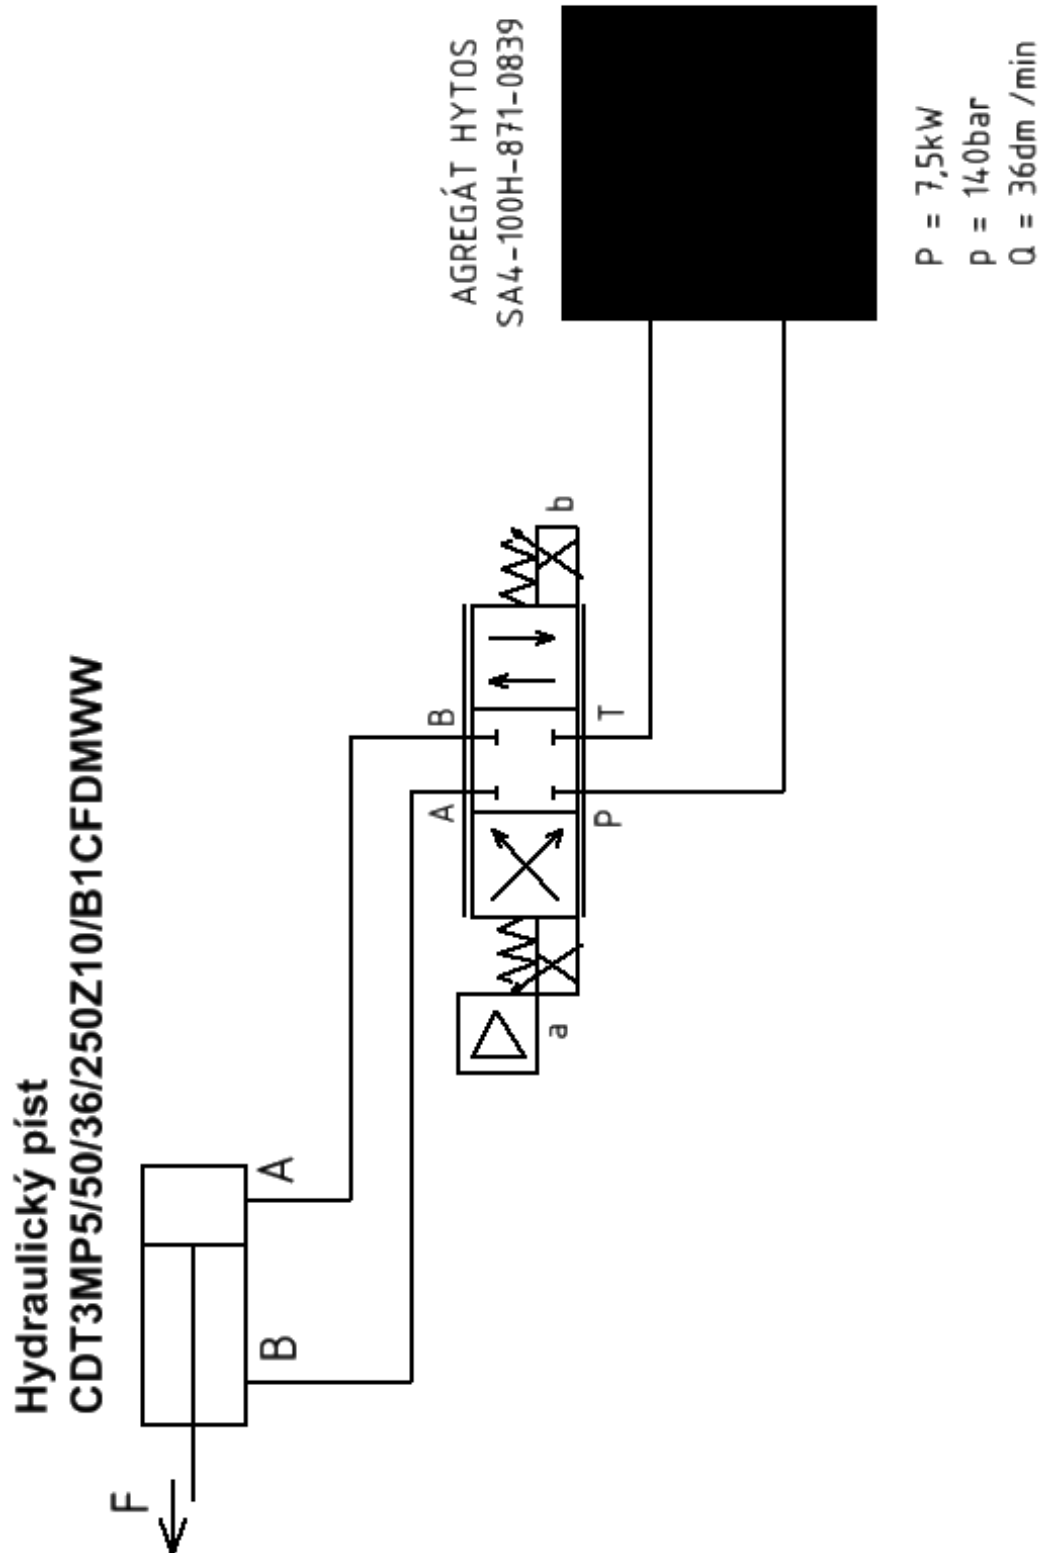 Hydraulický píst
CDT3MP5/50/36/250Z10/B1CFDMWW
F
B
A
AGREGÁT HYTOS
SA4-100H-871-0839
A
B
a
b
P
T
P = 7,5kW
p = 140bar
Q = 36dm /min